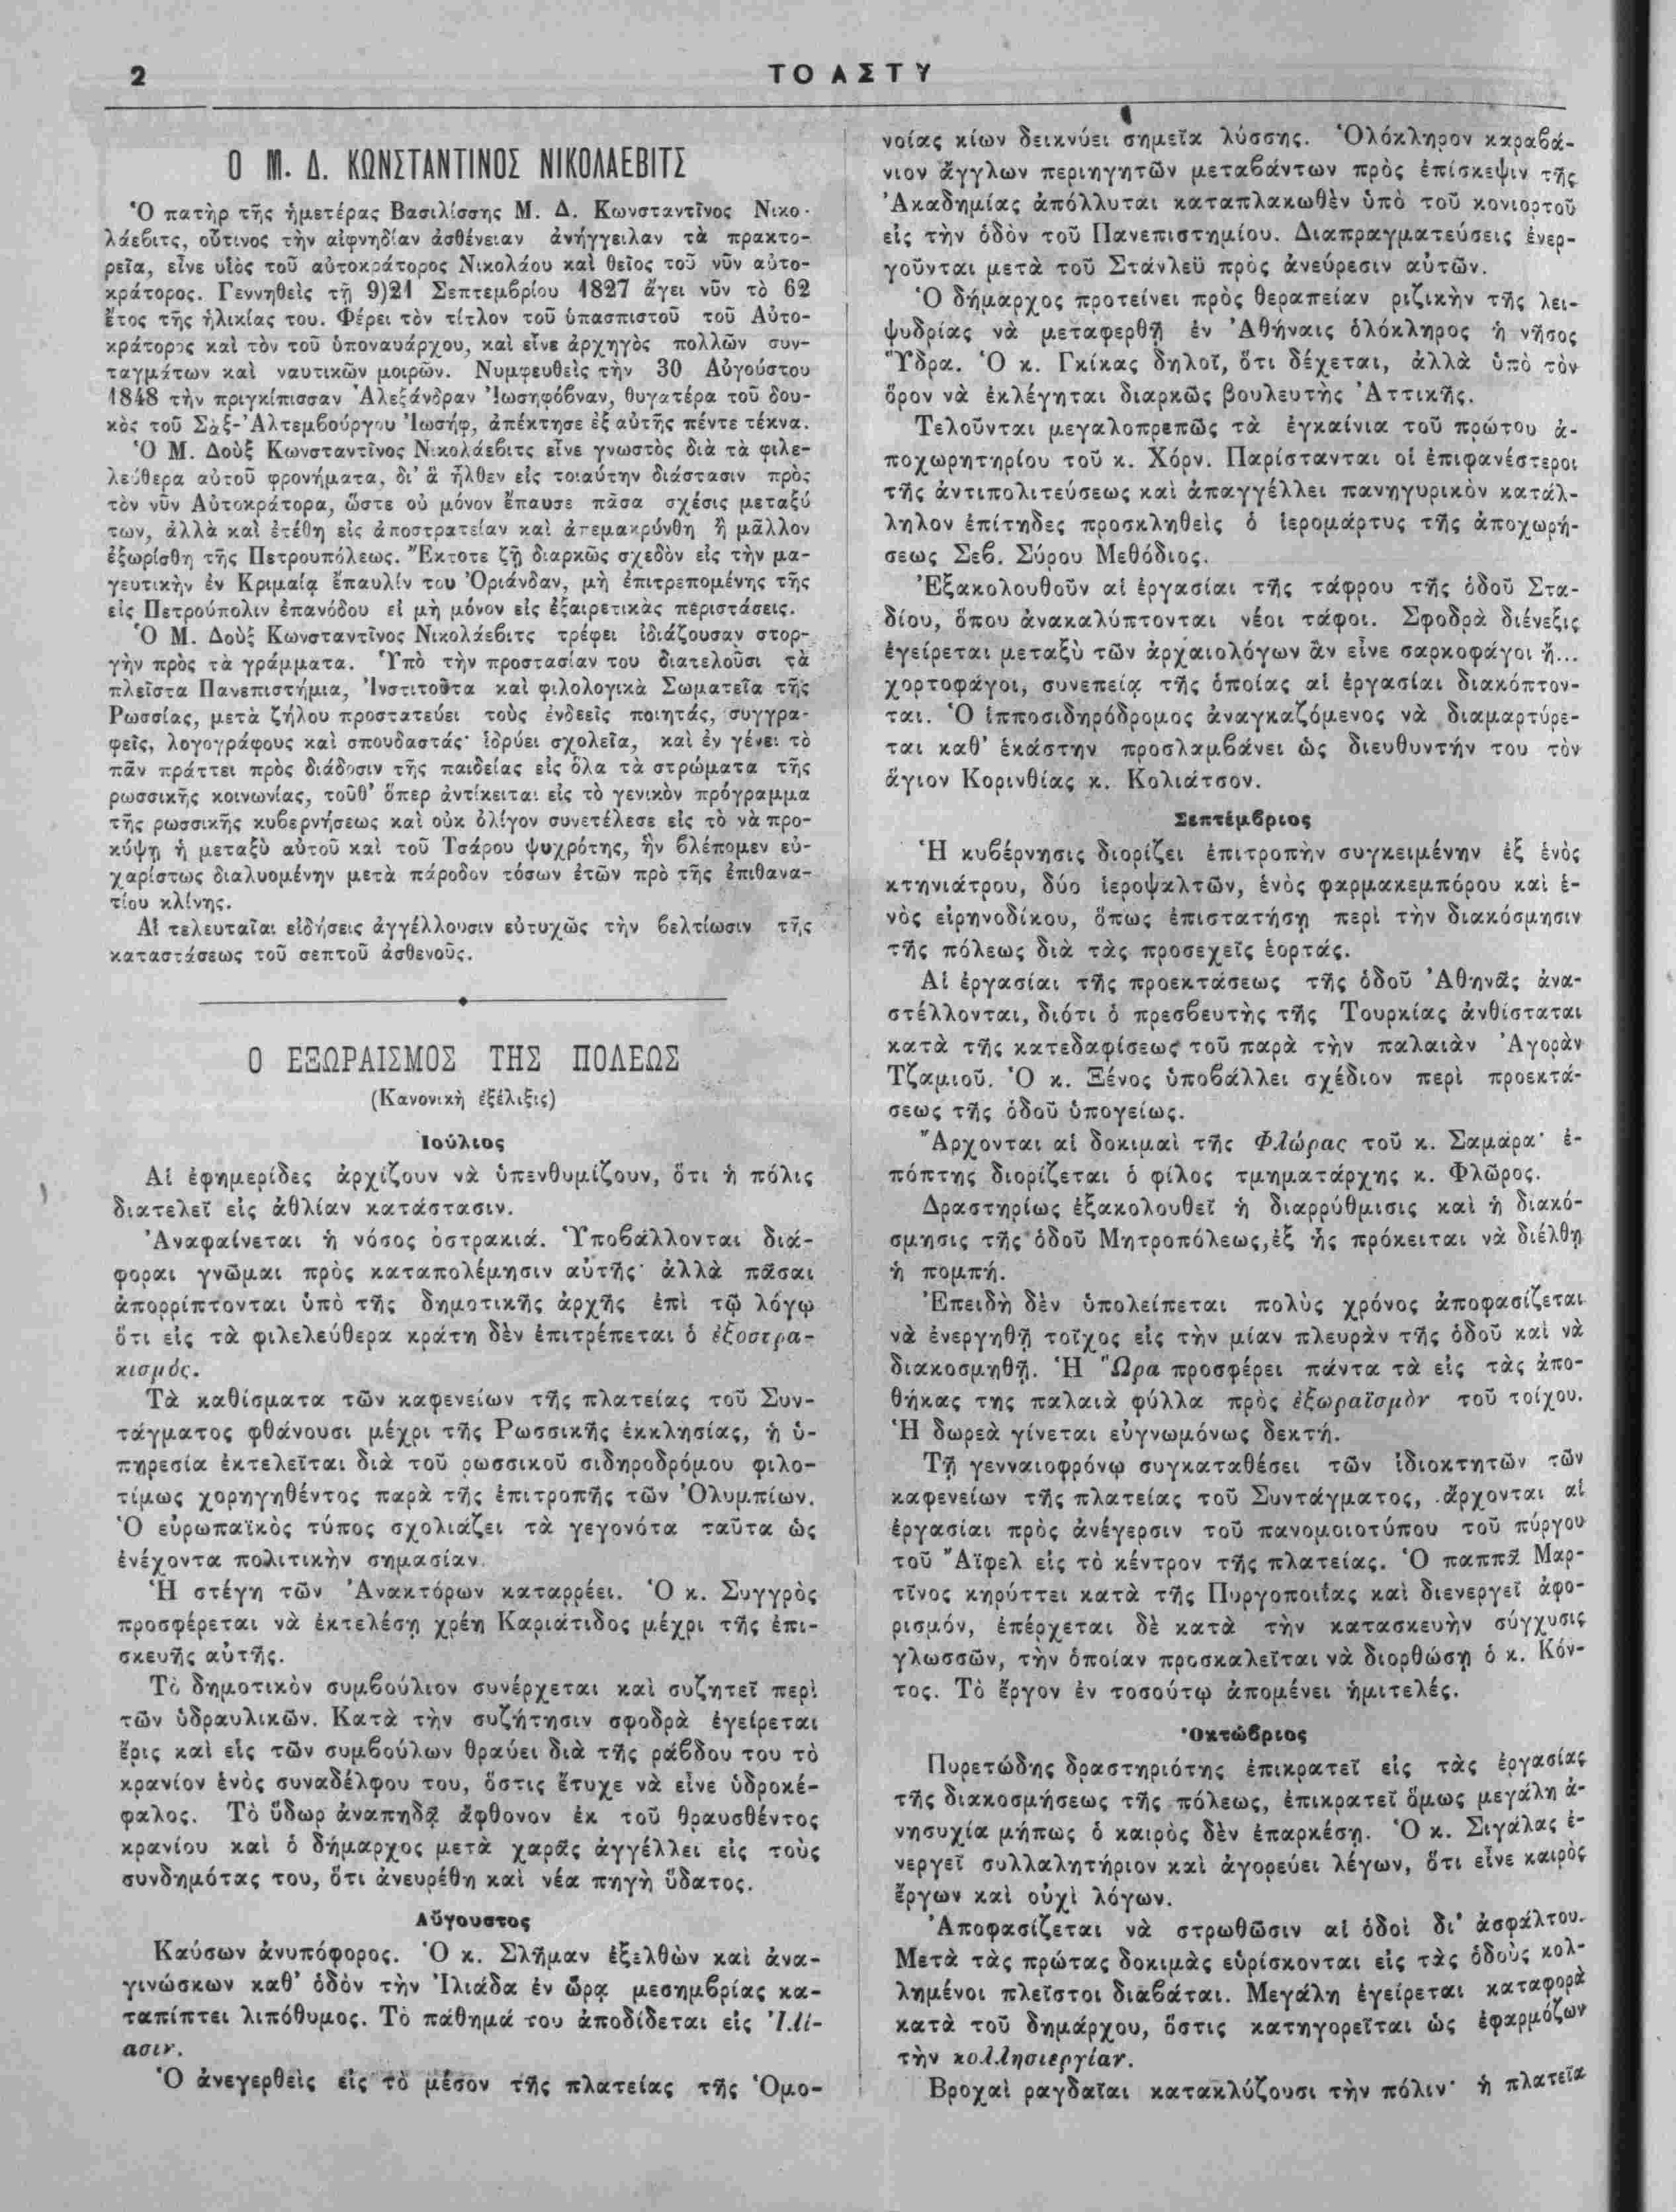 2
ΤΟ ΑΣΤΥ
Ο Μ. Δ. ΚΩΝΣΤΑΝΤΙΝΟΣ ΝΙΚΟΛΑΕΒΙΤΣ
Ὁ πατὴρ τῆς ἡμετέρας Βασιλίσσης Μ. Δ. Κωνσταντῖνος Νικο-
λάεβιτς, οὗτινος τὴν αἰφνηδίαν ἀσθένειαν ἀνήγγειλαν τὰ πρακτο-
ρεῖα, εἶνε υἱὸς τοῦ αὐτοκράτορος Νικολάου καὶ θεῖος τοῦ νῦν αὐτο-
κράτορος. Γεννηθεὶς τῇ 9)21 Σεπτεμβρίου 1827 ἄγει νῦν τὸ 62
ἔτος τῆς ἡλικίας του. Φέρει τὸν τίτλον τοῦ ὑπασπιστοῦ τοῦ Αὐτο-
κράτορος καὶ τὸν τοῦ ὑποναυάρχου, καὶ εἶνε ἀρχηγὸς πολλῶν συν-
ταγμάτων καὶ ναυτικῶν μοιρῶν. Νυμφευθεὶς τὴν 30 Αὐγούστου
1848 τὴν πριγκίπισσαν Ἀλεξάνδραν Ἰωσηφόβναν, θυγατέρα τοῦ δου-
κὸς τοῦ Σὰξ-Ἀλτεμβούργου Ἰωσήφ, ἀπέκτησε ἐξ αὐτῆς πέντε τέκνα.
Ὁ Μ. Δοὺξ Κωνσταντῖνος Νικολάεβιτς εἶνε γνωστὸς διὰ τὰ φιλε-
λεύθερα αὐτοῦ φρονήματα, δι' ἃ ἦλθεν εἰς τοιαύτην διάστασιν πρὸς
τὸν νῦν Αὐτοκράτορα, ὥστε οὐ μόνον ἔπαυσε πᾶσα σχέσις μεταξύ
των, ἀλλὰ καὶ ἐτέθη εἰς ἀποστρατείαν καὶ ἀπεμακρύνθη ἢ μᾶλλον
ἐξωρίσθη τῆς Πετρουπόλεως. Ἔκτοτε ζῇ διαρκῶς σχεδὸν εἰς τὴν μα-
γευτικὴν ἐν Κριμαίᾳ ἔπαυλίν του Ὀριάνδαν, μὴ ἐπιτρεπομένης τῆς
εἰς Πετρούπολιν ἐπανόδου εἰ μὴ μόνον εἰς ἐξαιρετικὰς περιστάσεις.
Ὁ Μ. Δοὺξ Κωνσταντῖνος Νικολάεβιτς τρέφει ἰδιάζουσαν στορ-
γὴν πρὸς τὰ γράμματα. Ὑπὸ τὴν προστασίαν του διατελοῦσι τὰ
πλεῖστα Πανεπιστήμια, Ἰνστιτοῦτα καὶ φιλολογικὰ Σωματεῖα τῆς
Ρωσσίας, μετὰ ζήλου προστατεύει τοὺς ἐνδεεῖς ποιητάς, συγγρα-
φεῖς, λογογράφους καὶ σπουδαστάς· ἱδρύει σχολεῖα, καὶ ἐν γένει τὸ
πᾶν πράττει πρὸς διάδοσιν τῆς παιδείας εἰς ὅλα τὰ στρώματα τῆς
ρωσσικῆς κοινωνίας, τοῦθ' ὅπερ ἀντίκειται εἰς τὸ γενικὸν πρόγραμμα
τῆς ρωσσικῆς κυβερνήσεως καὶ οὐκ ὀλίγον συνετέλεσε εἰς τὸ νὰ προ-
κύψῃ ἡ μεταξὺ αὐτοῦ καὶ τοῦ Τσάρου ψυχρότης, ἣν βλέπομεν εὐ-
χαρίστως διαλυομένην μετὰ πάροδον τόσων ἐτῶν πρὸ τῆς ἐπιθανα-
τίου κλίνης.
Αἱ τελευταῖαι εἰδήσεις ἀγγέλλουσιν εὐτυχῶς τὴν βελτίωσιν τῆς
καταστάσεως τοῦ σεπτοῦ ἀσθενοῦς.
Ο ΕΞΩΡΑΙΣΜΟΣ ΤΗΣ ΠΟΛΕΩΣ
(Κανονικὴ ἐξέλιξις)
Ἰούλιος
Αἱ ἐφημερίδες ἀρχίζουν νὰ ὑπενθυμίζουν, ὅτι ἡ πόλις
διατελεῖ εἰς ἀθλίαν κατάστασιν.
Ἀναφαίνεται ἡ νόσος ὀστρακιά. Ὑποβάλλονται διά-
φοραι γνῶμαι πρὸς καταπολέμησιν αὐτῆς· ἀλλὰ πᾶσαι
ἀπορρίπτονται ὑπὸ τῆς δημοτικῆς ἀρχῆς ἐπὶ τῷ λόγῳ
ὅτι εἰς τὰ φιλελεύθερα κράτη δὲν ἐπιτρέπεται ὁ ἐξοστρα-
κισμός.
Τὰ καθίσματα τῶν καφενείων τῆς πλατείας τοῦ Συν-
τάγματος φθάνουσι μέχρι τῆς Ρωσσικῆς ἐκκλησίας, ἡ ὑ-
πηρεσία ἐκτελεῖται διὰ τοῦ ρωσσικοῦ σιδηροδρόμου φιλο-
τίμως χορηγηθέντος παρὰ τῆς ἐπιτροπῆς τῶν Ὀλυμπίων.
Ὁ εὐρωπαϊκὸς τύπος σχολιάζει τὰ γεγονότα ταῦτα ὡς
ἐνέχοντα πολιτικὴν σημασίαν.
Ἡ στέγη τῶν Ἀνακτόρων καταρρέει. Ὁ κ. Συγγρὸς
προσφέρεται νὰ ἐκτελέσῃ χρέη Καριάτιδος μέχρι τῆς ἐπι-
σκευῆς αὐτῆς.
Τὸ δημοτικὸν συμβούλιον συνέρχεται καὶ συζητεῖ περὶ
τῶν ὑδραυλικῶν. Κατὰ τὴν συζήτησιν σφοδρὰ ἐγείρεται
ἔρις καὶ εἷς τῶν συμβούλων θραύει διὰ τῆς ράβδου του τὸ
κρανίον ἑνὸς συναδέλφου του, ὅστις ἔτυχε νὰ εἶνε ὑδροκέ-
φαλος. Τὸ ὕδωρ ἀναπηδᾷ ἄφθονον ἐκ τοῦ θραυσθέντος
κρανίου καὶ ὁ δήμαρχος μετὰ χαρᾶς ἀγγέλλει εἰς τοὺς
συνδημότας του, ὅτι ἀνευρέθη καὶ νέα πηγὴ ὕδατος.
Αὔγουστος
Καύσων ἀνυπόφορος. Ὁ κ. Σλῆμαν ἐξελθὼν καὶ ἀνα-
γινώσκων καθ' ὁδὸν τὴν Ἰλιάδα ἐν ὥρᾳ μεσημβρίας κα-
ταπίπτει λιπόθυμος. Τὸ πάθημά του ἀποδίδεται εἰς Ἰλί-
ασιν.
Ὁ ἀνεγερθεὶς εἰς τὸ μέσον τῆς πλατείας τῆς Ὁμο-
νοίας κίων δεικνύει σημεῖα λύσσης. Ὁλόκληρον καραβά-
νιον ἄγγλων περιηγητῶν μεταβάντων πρὸς ἐπίσκεψιν τῆς
Ἀκαδημίας ἀπόλλυται καταπλακωθὲν ὑπὸ τοῦ κονιορτοῦ
εἰς τὴν ὁδὸν τοῦ Πανεπιστημίου. Διαπραγματεύσεις ἐνερ-
γοῦνται μετὰ τοῦ Στάνλεϋ πρὸς ἀνεύρεσιν αὐτῶν.
Ὁ δήμαρχος προτείνει πρὸς θεραπείαν ριζικὴν τῆς λει-
ψυδρίας νὰ μεταφερθῇ ἐν Ἀθήναις ὁλόκληρος ἡ νῆσος
Ὕδρα. Ὁ κ. Γκίκας δηλοῖ, ὅτι δέχεται, ἀλλὰ ὑπὸ τὸν
ὅρον νὰ ἐκλέγηται διαρκῶς βουλευτὴς Ἀττικῆς.
Τελοῦνται μεγαλοπρεπῶς τὰ ἐγκαίνια τοῦ πρώτου ἀ-
ποχωρητηρίου τοῦ κ. Χόρν. Παρίστανται οἱ ἐπιφανέστεροι
τῆς ἀντιπολιτεύσεως καὶ ἀπαγγέλλει πανηγυρικὸν κατάλ-
ληλον ἐπίτηδες προσκληθεὶς ὁ ἱερομάρτυς τῆς ἀποχωρή-
σεως Σεβ. Σύρου Μεθόδιος.
Ἐξακολουθοῦν αἱ ἐργασίαι τῆς τάφρου τῆς ὁδοῦ Στα-
δίου, ὅπου ἀνακαλύπτονται νέοι τάφοι. Σφοδρὰ διένεξις
ἐγείρεται μεταξὺ τῶν ἀρχαιολόγων ἂν εἶνε σαρκοφάγοι ἤ...
χορτοφάγοι, συνεπείᾳ τῆς ὁποίας αἱ ἐργασίαι διακόπτον-
ται. Ὁ ἱπποσιδηρόδρομος ἀναγκαζόμενος νὰ διαμαρτύρε-
ται καθ' ἑκάστην προσλαμβάνει ὡς διευθυντήν του τὸν
ἅγιον Κορινθίας κ. Κολιάτσον.
Σεπτέμβριος
Ἡ κυβέρνησις διορίζει ἐπιτροπὴν συγκειμένην ἐξ ἑνὸς
κτηνιάτρου, δύο ἱεροψαλτῶν, ἑνὸς φαρμακεμπόρου καὶ ἑ-
νὸς εἰρηνοδίκου, ὅπως ἐπιστατήσῃ περὶ τὴν διακόσμησιν
τῆς πόλεως διὰ τὰς προσεχεῖς ἑορτάς.
Αἱ ἐργασίαι τῆς προεκτάσεως τῆς ὁδοῦ Ἀθηνᾶς ἀνα-
στέλλονται, διότι ὁ πρεσβευτὴς τῆς Τουρκίας ἀνθίσταται
κατὰ τῆς κατεδαφίσεως τοῦ παρὰ τὴν παλαιὰν Ἀγορὰν
Τζαμιοῦ. Ὁ κ. Ξένος ὑποβάλλει σχέδιον περὶ προεκτά-
σεως τῆς ὁδοῦ ὑπογείως.
Ἄρχονται αἱ δοκιμαὶ τῆς Φλώρας τοῦ κ. Σαμάρα· ἐ-
πόπτης διορίζεται ὁ φίλος τμηματάρχης κ. Φλῶρος.
Δραστηρίως ἐξακολουθεῖ ἡ διαρρύθμισις καὶ ἡ διακό-
σμησις τῆς ὁδοῦ Μητροπόλεως, ἐξ ἧς πρόκειται νὰ διέλθῃ
ἡ πομπή.
Ἐπειδὴ δὲν ὑπολείπεται πολὺς χρόνος ἀποφασίζεται
νὰ ἐνεργηθῇ τοῖχος εἰς τὴν μίαν πλευρὰν τῆς ὁδοῦ καὶ νὰ
διακοσμηθῇ. Ἡ Ὥρα προσφέρει πάντα τὰ εἰς τὰς ἀπο-
θήκας της παλαιὰ φύλλα πρὸς ἐξωραϊσμὸν τοῦ τοίχου.
Ἡ δωρεὰ γίνεται εὐγνωμόνως δεκτή.
Τῇ γενναιοφρόνῳ συγκαταθέσει τῶν ἰδιοκτητῶν τῶν
καφενείων τῆς πλατείας τοῦ Συντάγματος, ἄρχονται αἱ
ἐργασίαι πρὸς ἀνέγερσιν τοῦ πανομοιοτύπου τοῦ πύργου
τοῦ Ἄϊφελ εἰς τὸ κέντρον τῆς πλατείας. Ὁ παππᾶ Μαρ-
τῖνος κηρύττει κατὰ τῆς Πυργοποιΐας καὶ διενεργεῖ ἀφο-
ρισμόν, ἐπέρχεται δὲ κατὰ τὴν κατασκευὴν σύγχυσις
γλωσσῶν, τὴν ὁποίαν προσκαλεῖται νὰ διορθώσῃ ὁ κ. Κόν-
τος. Τὸ ἔργον ἐν τοσούτῳ ἀπομένει ἡμιτελές.
Ὀκτώβριος
Πυρετώδης δραστηριότης ἐπικρατεῖ εἰς τὰς ἐργασίας
τῆς διακοσμήσεως τῆς πόλεως, ἐπικρατεῖ ὅμως μεγάλη ἀ-
νησυχία μήπως ὁ καιρὸς δὲν ἐπαρκέσῃ. Ὁ κ. Σιγάλας ἐ-
νεργεῖ συλλαλητήριον καὶ ἀγορεύει λέγων, ὅτι εἶνε καιρὸς
ἔργων καὶ οὐχὶ λόγων.
Ἀποφασίζεται νὰ στρωθῶσιν αἱ ὁδοὶ δι' ἀσφάλτου.
Μετὰ τὰς πρώτας δοκιμὰς εὑρίσκονται εἰς τὰς ὁδοὺς κολ-
λημένοι πλεῖστοι διαβάται. Μεγάλη ἐγείρεται καταφορὰ
κατὰ τοῦ δημάρχου, ὅστις κατηγορεῖται ὡς ἐφαρμόζων
τὴν κολλησιεργίαν.
Βροχαὶ ραγδαῖαι κατακλύζουσι τὴν πόλιν· ἡ πλατεῖα